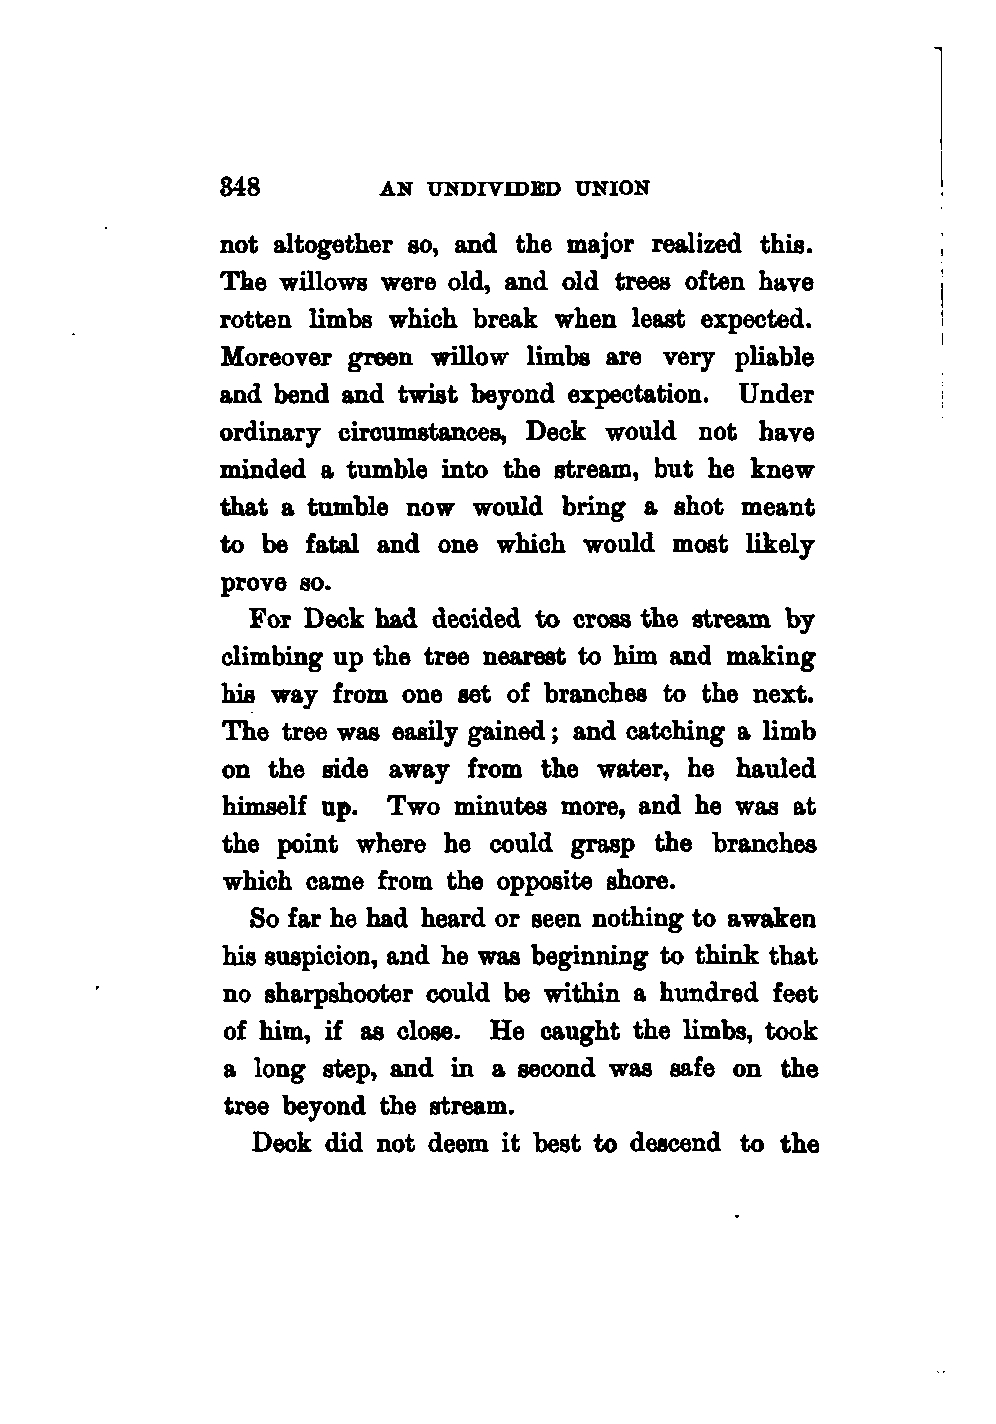 348 AN UNDIVIDED UNION
not altogether so, and the major realized this.
The willows were old, and old trees often have
rotten limbs which break when least expected.
Moreover green willow limbs are very pliable
and bend and twist beyond expectation. Under
ordinary circumstances, Deck would not have
minded a tumble into the stream, but he knew
that a tumble now would bring a shot meant
to be fatal and one which would most likely
prove so.
For Deck had decided to cross the stream by
climbing up the tree nearest to him and making
his way from one set of branches to the next.
The tree was easily gained; and catching a limb
on the side away from the water, he hauled
himself up. Two minutes more, and he was at
the point where he could grasp the branches
which came from the opposite shore.
So far he had heard or seen nothing to awaken
his suspicion, and he was beginning to think that
no sharpshooter could be within a hundred feet
of him, if as close. He caught the limbs, took
a long step, and in a second was safe on the
tree beyond the stream.
Deck did not deem it best to descend to the